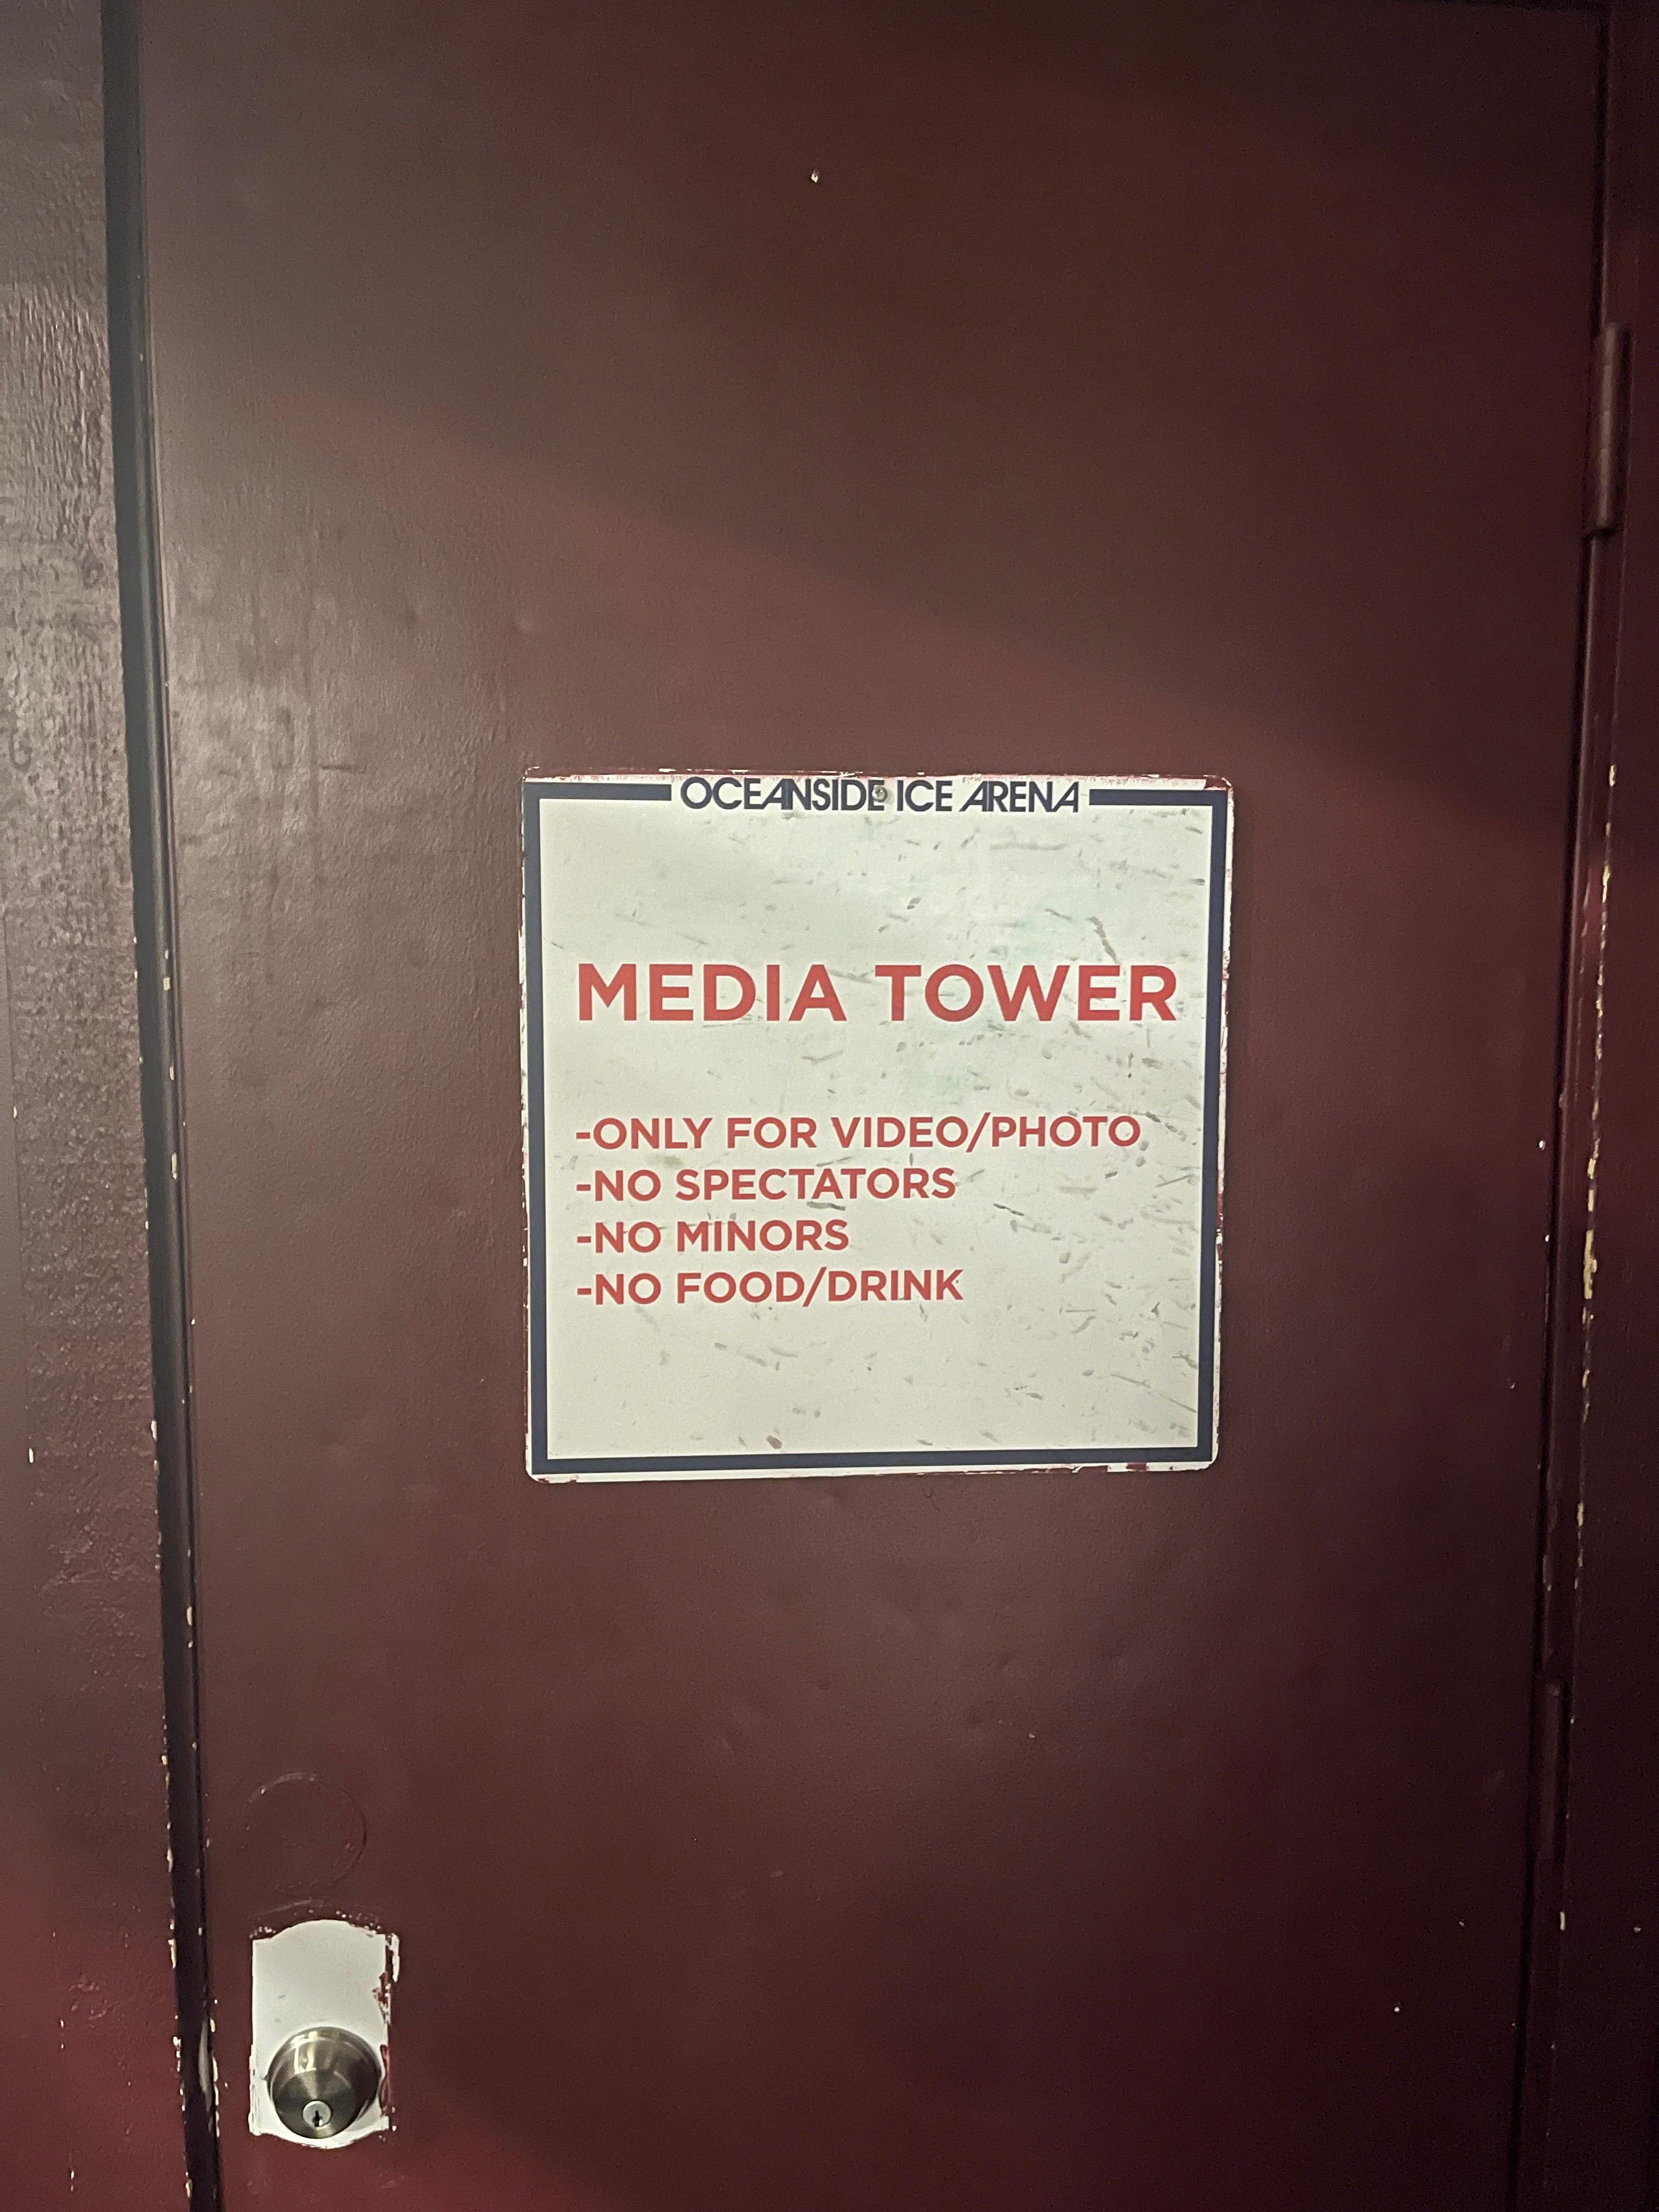 OCEANSIDE ICE ARENA
MEDIA TOWER
-ONLY FOR VIDEO/PHOTO
-NO SPECTATORS
-NO MINORS
-NO FOOD/DRINK